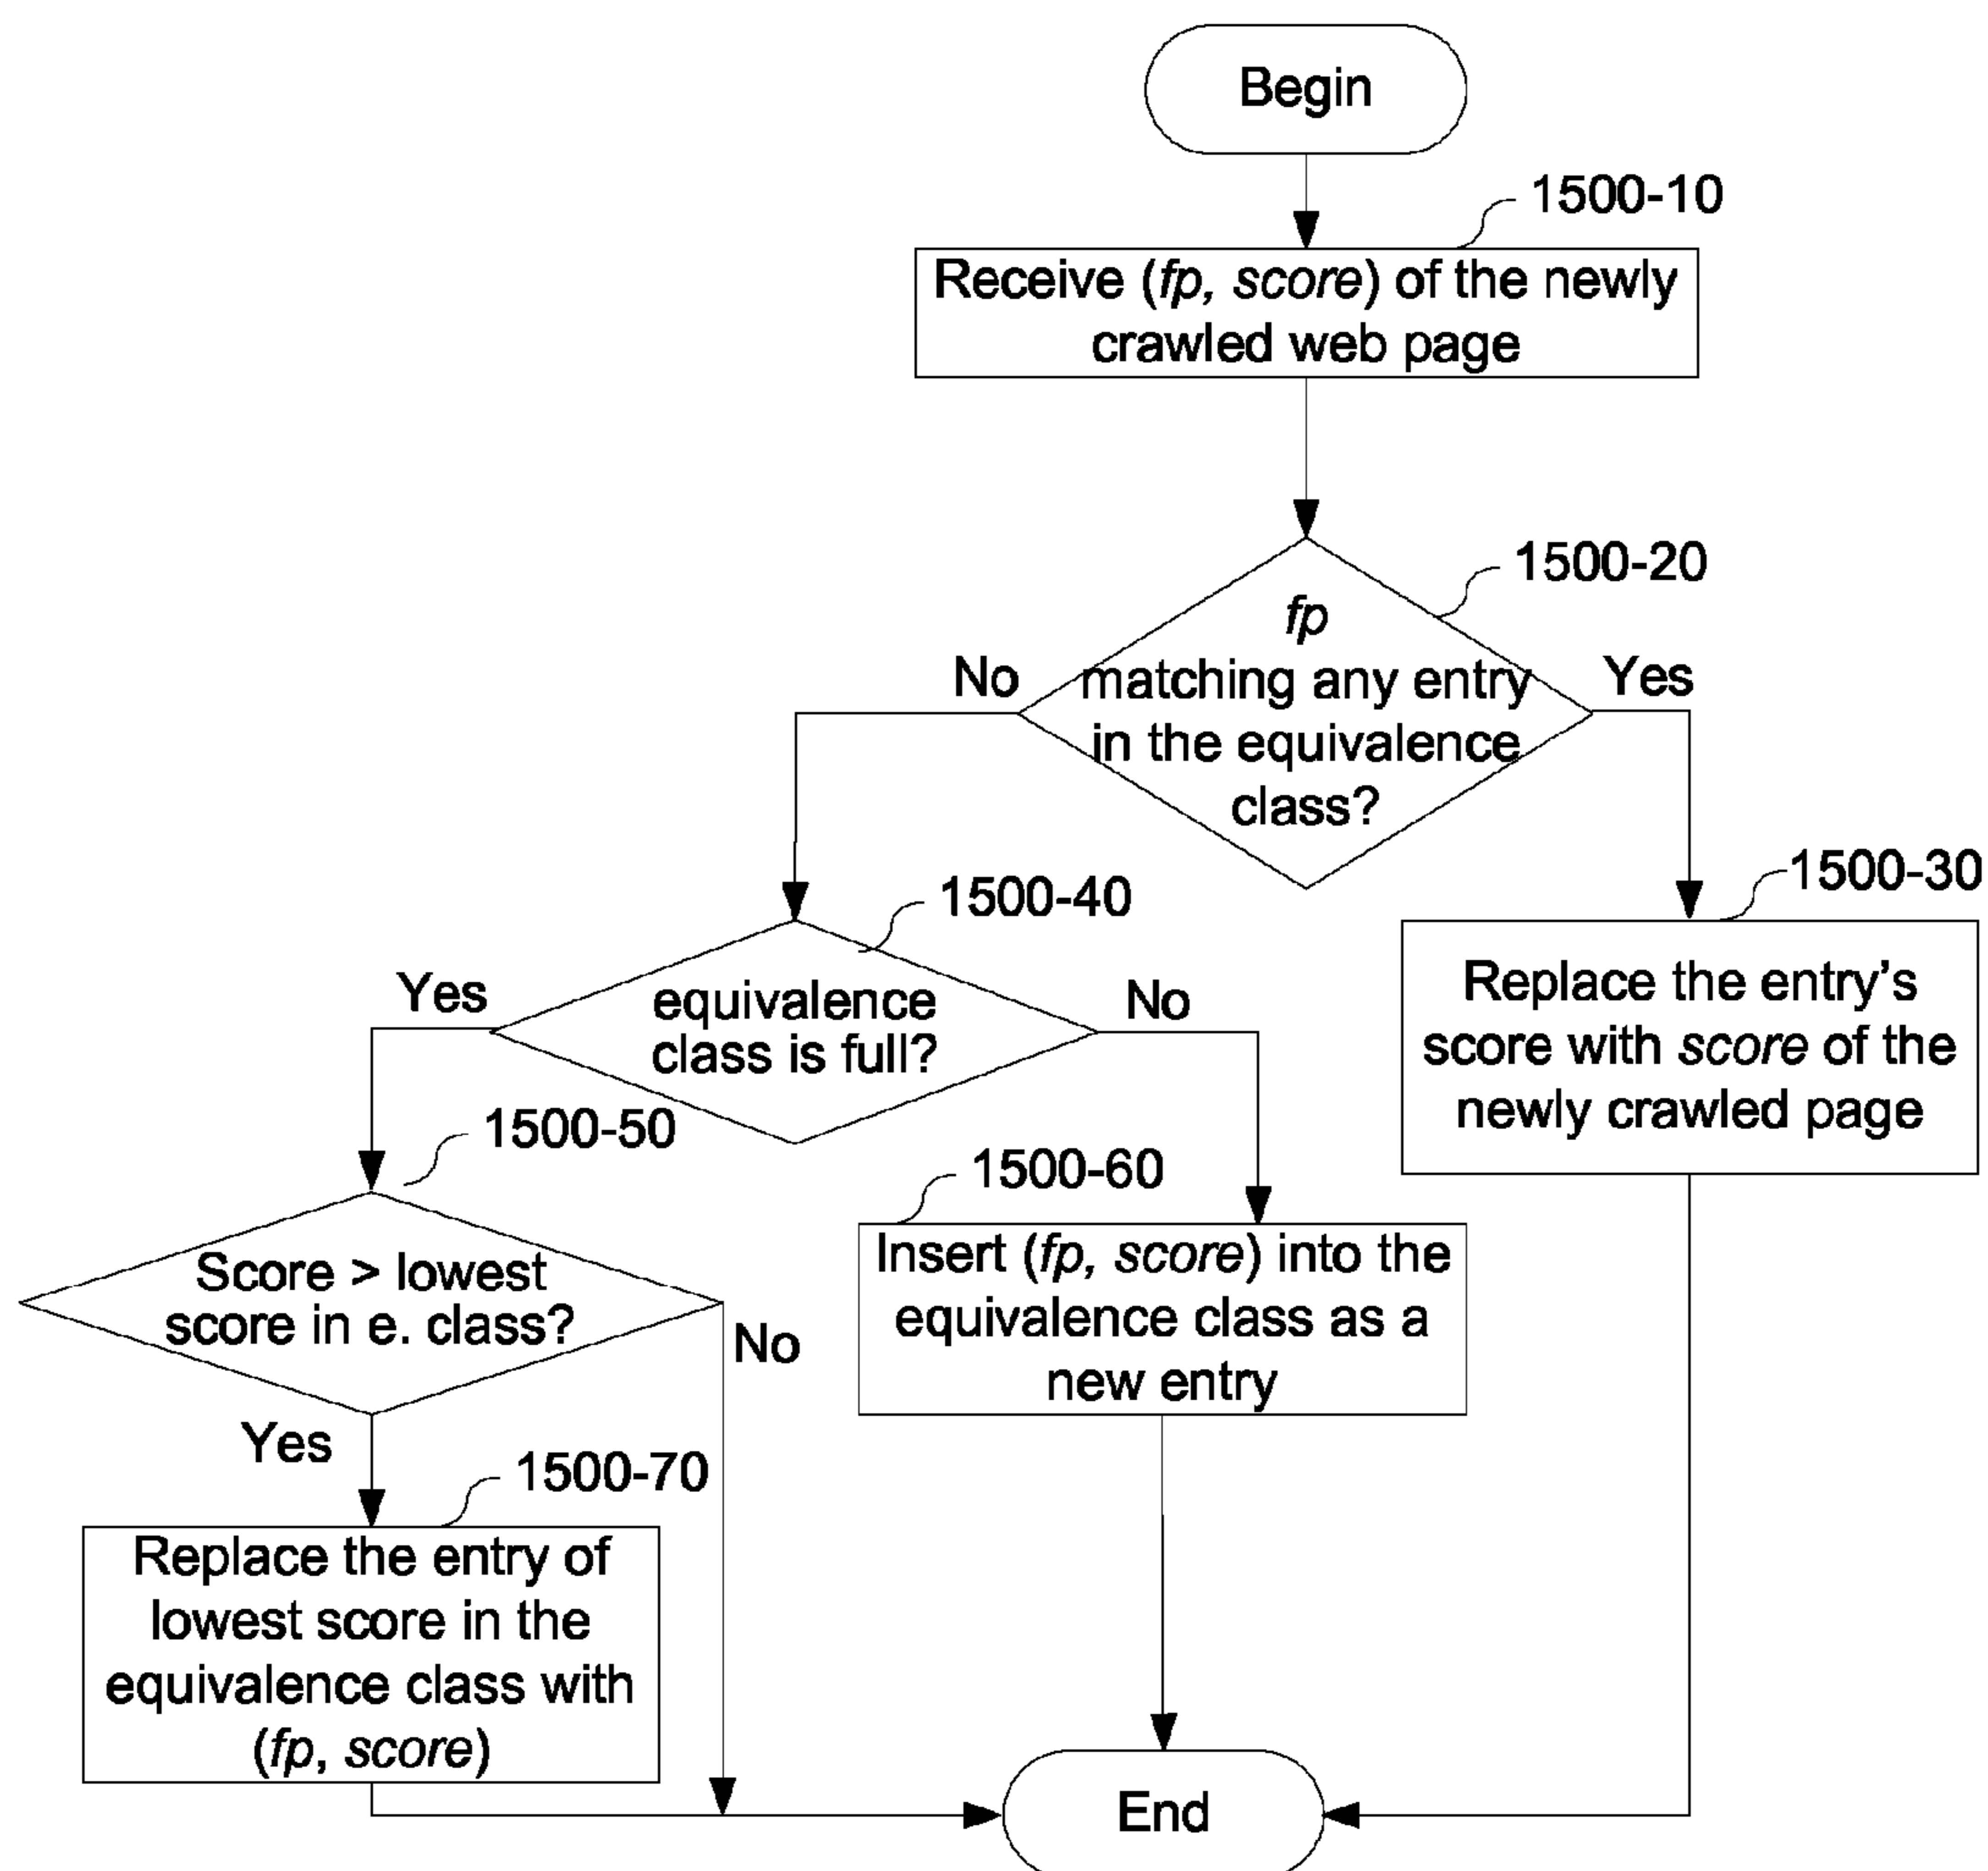 Begin
1500-10
Receive (fp, score) of the newly
crawled web page
1500-20
fp
matching any entry
in the equivalence
class?
No
Yes
1500-30
Replace the entry's
score with score of the
newly crawled page
1500-40
equivalence
class is full?
Yes
No
1500-50
Score > lowest
score in e. class?
No
Yes
1500-60
Insert (fp, score) into the
equivalence class as a
new entry
1500-70
Replace the entry of
lowest score in the
equivalence class with
(fp, score)
End